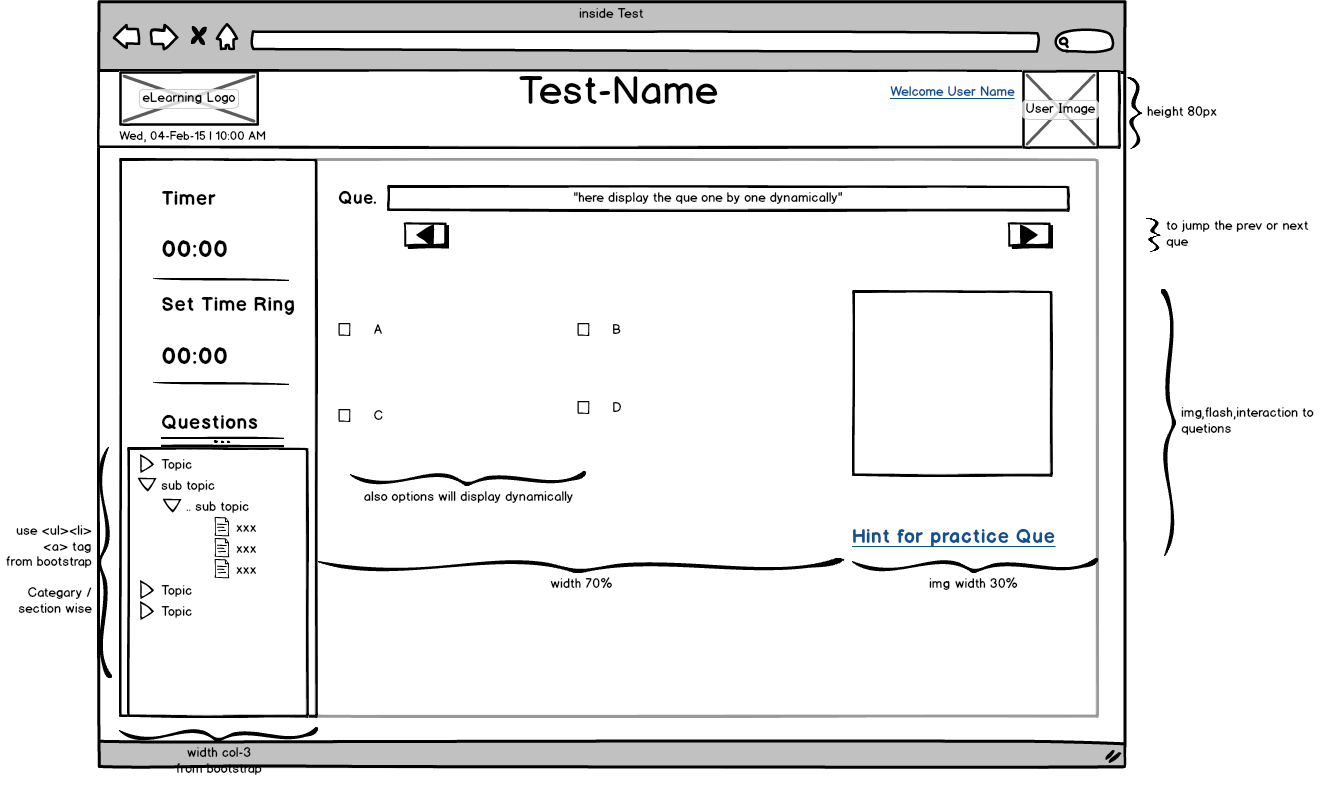 inside Test
eLearning Logo
Test-Name
Welcome User Name
User Image
height 80px
Wed, 04-Feb-15 | 10:00 AM
Timer
00:00
Set Time Ring
00:00
Questions
Topic
sub topic
.. sub topic
xxx
xxx
xxx
Topic
Topic
use <ul><li>
<a> tag
from bootstrap
Categary /
section wise
width col-3
from bootstrap
Que.
"here display the que one by one dynamically"
to jump the prev or next
que
A
B
C
D
also options will display dynamically
img,flash,interaction to
quetions
Hint for practice Que
width 70%
img width 30%